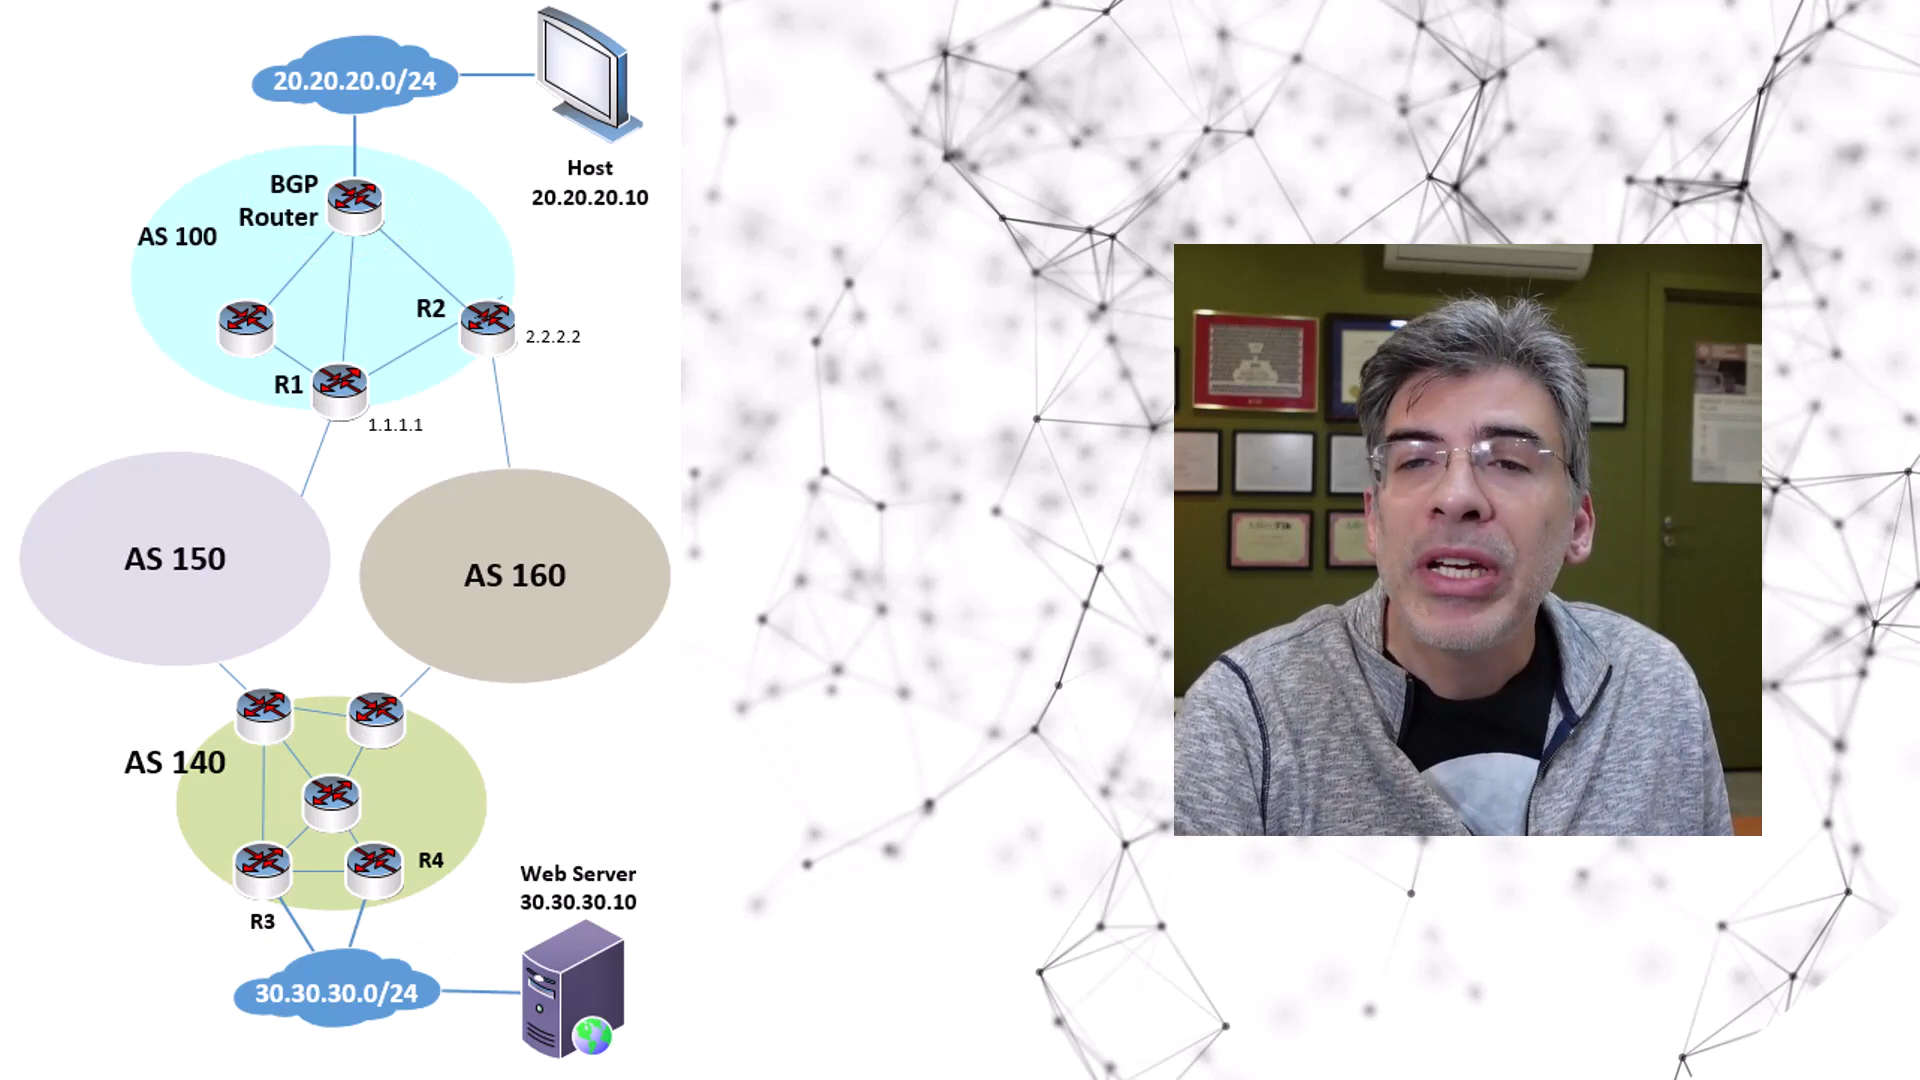 20.20.20.0/24
Host
20.20.20.10
BGP
Router
AS 100
R2
2.2.2.2
R1
1.1.1.1
AS 150
AS 160
AS 140
R4
R3
Web Server
30.30.30.10
30.30.30.0/24